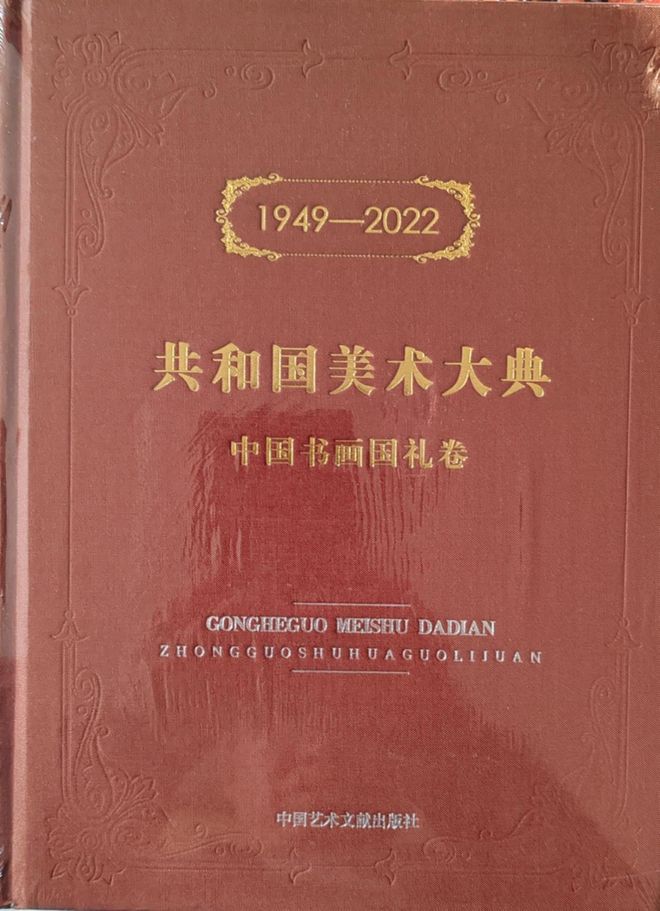 1949—2022
共和国美术大典
中国书画国礼卷
GONGHEGUO MEISHU DADIAN
ZHONGGUOSHUHUAGUOLIJUAN
中国艺术文献出版社